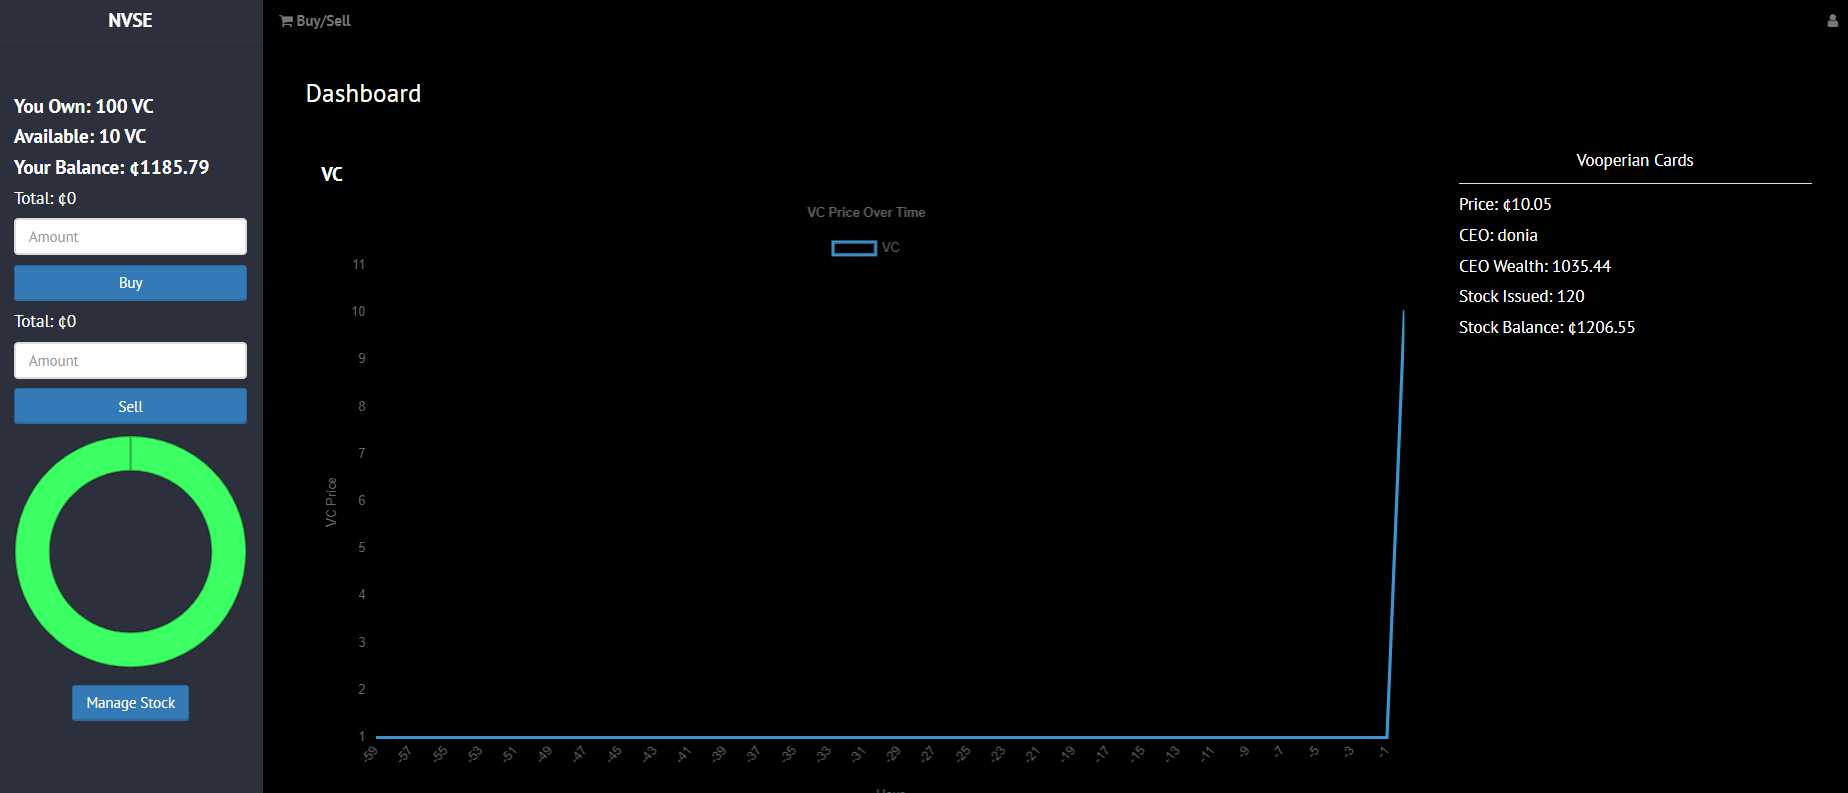 NVSE
You Own: 100 VC
Available: 10 VC
Your Balance: ¢1185.79
Total: ¢0
Amount
Buy
Total: ¢0
Amount
Sell
Manage Stock
Buy/Sell
Dashboard
VC
VC Price Over Time
VC
11
10
9
8
7
6
5
4
3
2
1
VC Price
-59
-57
-55
-53
-51
-49
-47
-45
-43
-41
-39
-37
-35
-33
-31
-29
-27
-25
-23
-21
-19
-17
-15
-13
-11
-9
-7
-5
-3
-1
Vooperian Cards
Price: ¢10.05
CEO: donia
CEO Wealth: 1035.44
Stock Issued: 120
Stock Balance: ¢1206.55